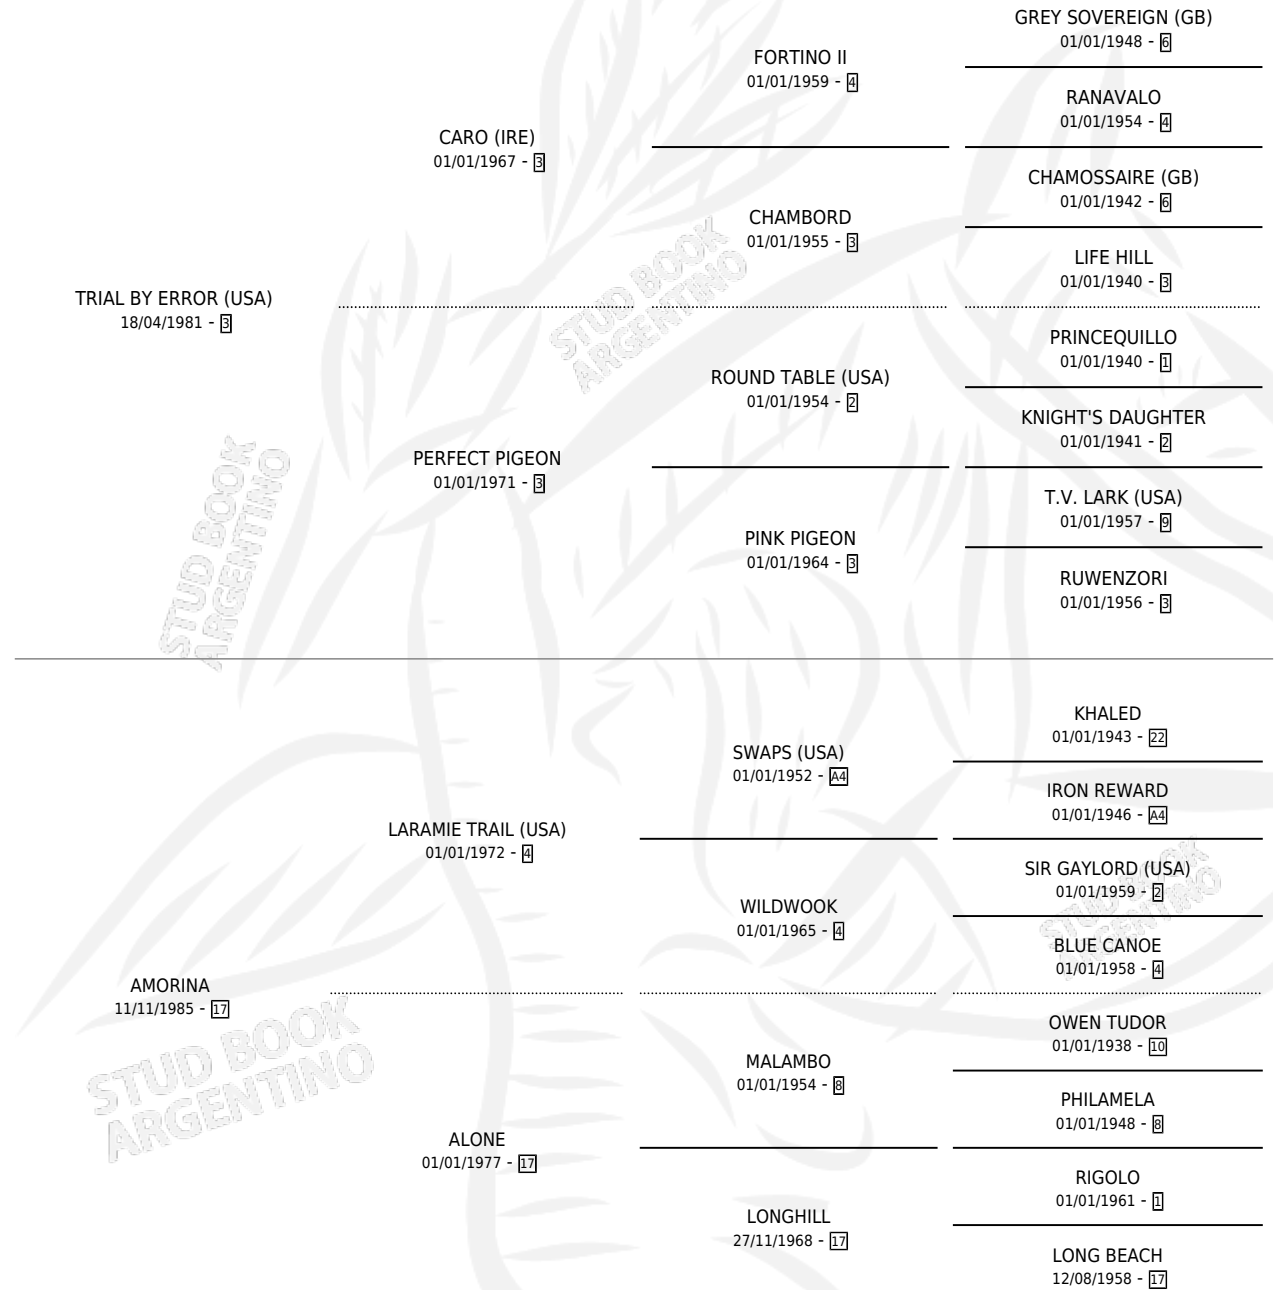 GREY SOVEREIGN (GB)
01/01/1948 - 6
FORTINO II
01/01/1959 - 4
RANAVALO
01/01/1954 - 4
CARO (IRE)
01/01/1967 - 3
CHAMOSSAIRE (GB)
01/01/1942 - 6
CHAMBORD
01/01/1955 - 3
LIFE HILL
01/01/1940 - 3
TRIAL BY ERROR (USA)
18/04/1981 - 3
PRINCEQUILLO
01/01/1940 - 1
ROUND TABLE (USA)
01/01/1954 - 2
KNIGHT'S DAUGHTER
01/01/1941 - 2
PERFECT PIGEON
01/01/1971 - 3
T.V. LARK (USA)
01/01/1957 - 9
PINK PIGEON
01/01/1964 - 3
RUWENZORI
01/01/1956 - 3
KHALED
01/01/1943 - 22
SWAPS (USA)
01/01/1952 - A4
IRON REWARD
01/01/1946 - A4
LARAMIE TRAIL (USA)
01/01/1972 - 4
SIR GAYLORD (USA)
01/01/1959 - 2
WILDWOOK
01/01/1965 - 4
BLUE CANOE
01/01/1958 - 4
AMORINA
11/11/1985 - 17
OWEN TUDOR
01/01/1938 - 10
MALAMBO
01/01/1954 - 8
PHILAMELA
01/01/1948 - 8
ALONE
01/01/1977 - 17
RIGOLO
01/01/1961 - 1
LONGHILL
27/11/1968 - 17
LONG BEACH
12/08/1958 - 17
STUD BOOK
ARGENTINO
STUD BOOK
ARGENTINO
STUD BOOK
ARGENTINO
STUD BOOK
ARGENTINO